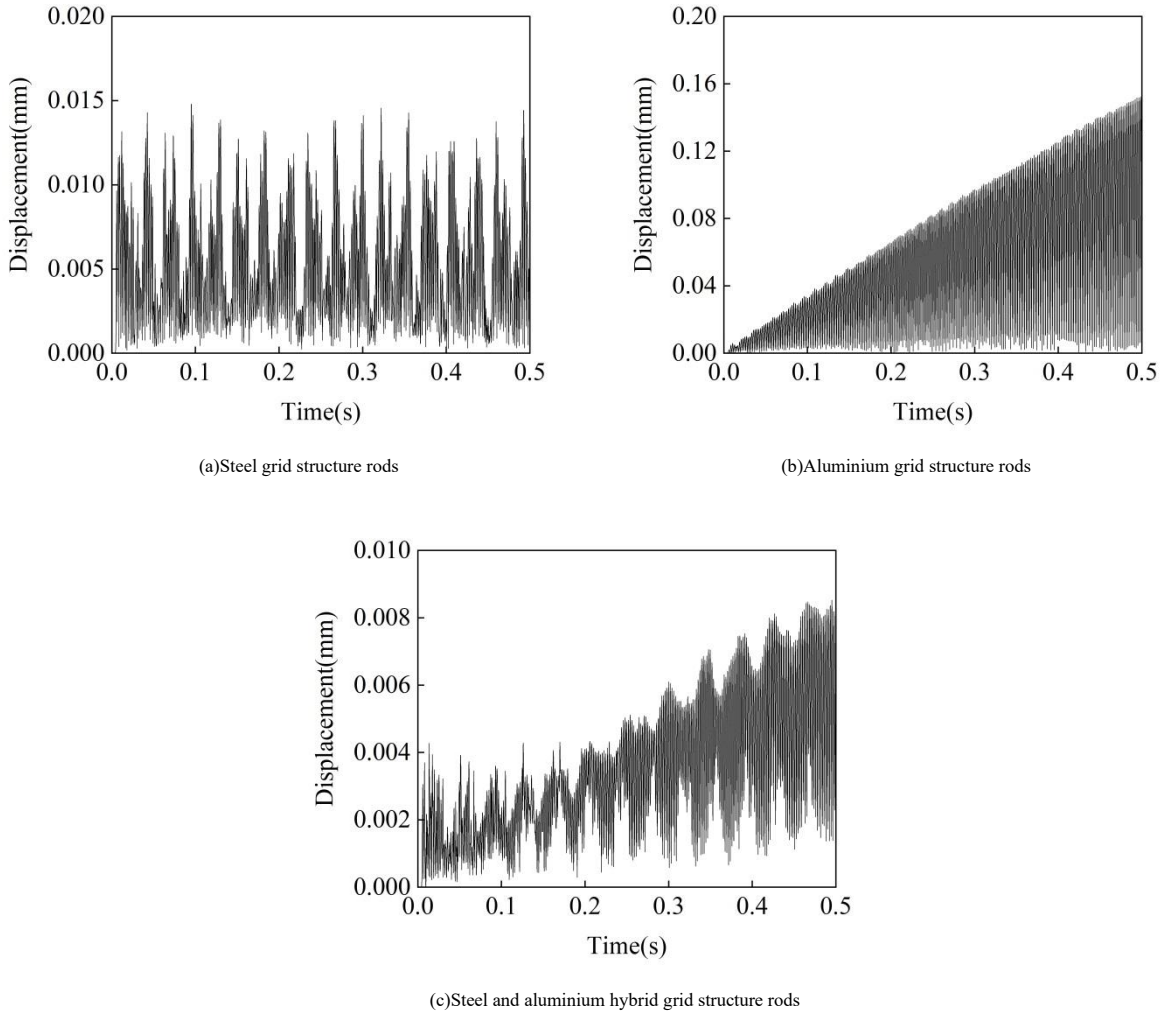 0.020
0.015
0.010
0.005
0.000
Displacement(mm)
0.0 0.1 0.2 0.3 0.4 0.5
Time(s)
(a)Steel grid structure rods
0.20
0.16
0.12
0.08
0.04
0.00
Displacement(mm)
0.0 0.1 0.2 0.3 0.4 0.5
Time(s)
(b)Aluminium grid structure rods
0.010
0.008
0.006
0.004
0.002
0.000
Displacement(mm)
0.0 0.1 0.2 0.3 0.4 0.5
Time(s)
(c)Steel and aluminium hybrid grid structure rods